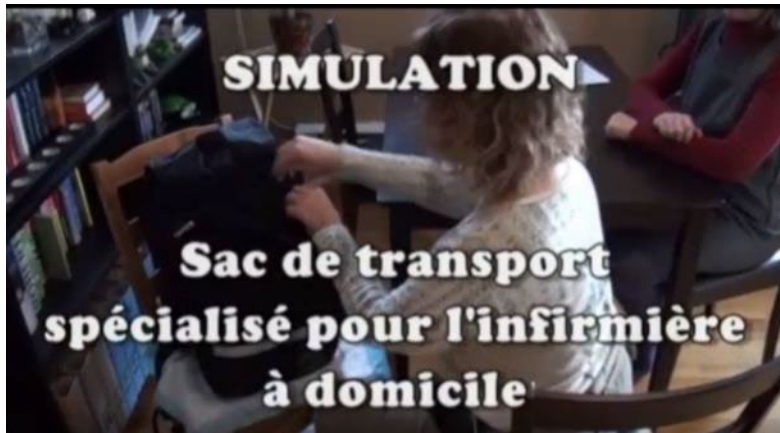 SIMULATION
Sac de transport
spécialisé pour l'infirmière
à domicile